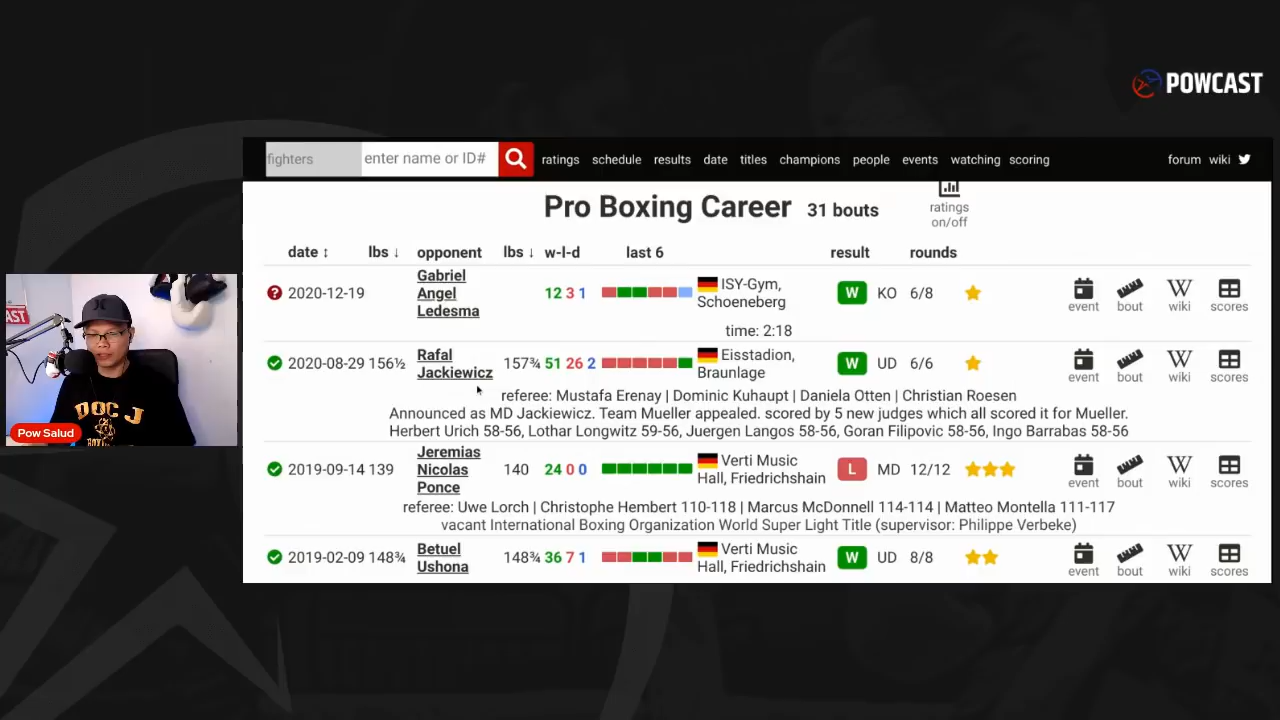 POWCAST
fighters enter name or ID# ratings schedule results date titles champions people events watching scoring forum wiki
Pro Boxing Career 31 bouts
ratings
on/off
date ↕ lbs ↓ opponent lbs ↓ w-l-d last 6 result rounds
2020-12-19 Gabriel Angel Ledesma 12 3 1 ISY-Gym, Schoeneberg W KO 6/8 event bout wiki scores
time: 2:18
2020-08-29 156½ Rafal Jackiewicz 157¾ 51 26 2 Eisstadion, Braunlage W UD 6/6 event bout wiki scores
referee: Mustafa Erenay | Dominic Kuhaupt | Daniela Otten | Christian Roesen
Announced as MD Jackiewicz. Team Mueller appealed. scored by 5 new judges which all scored it for Mueller.
Herbert Urich 58-56, Lothar Longwitz 59-56, Juergen Langos 58-56, Goran Filipovic 58-56, Ingo Barrabas 58-56
2019-09-14 139 Jeremias Nicolas Ponce 140 24 0 0 Verti Music Hall, Friedrichshain L MD 12/12 event bout wiki scores
referee: Uwe Lorch | Christophe Hembert 110-118 | Marcus McDonnell 114-114 | Matteo Montella 111-117
vacant International Boxing Organization World Super Light Title (supervisor: Philippe Verbeke)
2019-02-09 148¾ Betuel Ushona 148¾ 36 7 1 Verti Music Hall, Friedrichshain W UD 8/8 event bout wiki scores
AST
DOC J
Pow Salud